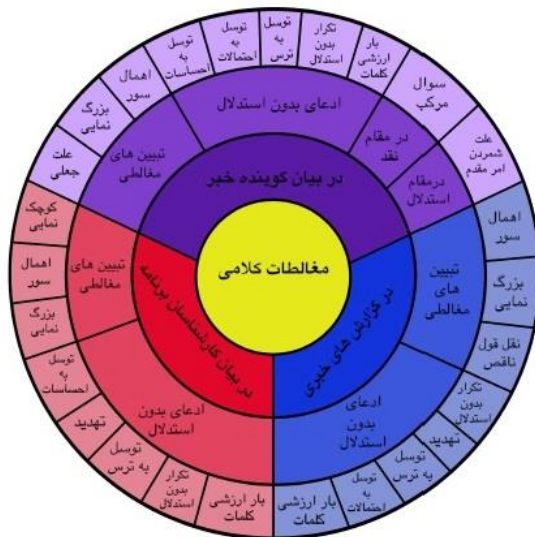 مغالطات کلامی
در بیان گوینده خبر
تبیین های
مغالطی
علت
جعلی
بزرگ
نمایی
اهمال
سور
ادعای بدون استدلال
توسل
به
احساسات
توسل
به
احتمالات
توسل
به
ترس
تکرار
بدون
استدلال
بار
ارزشی
کلمات
در مقام
نقد
سوال
مرکب
درمقام
استدلال
علت
شمردن
امر مقدم
در گزارش های خبری
تبیین
های
مغالطی
اهمال
سور
بزرگ
نمایی
نقل قول
ناقص
ادعای
بدون
استدلال
تکرار
بدون
استدلال
تهدید
توسل
به ترس
توسل
به
احتمالات
بار ارزشی
کلمات
در بیان کارشناسان برنامه
ادعای بدون
استدلال
بار ارزشی
کلمات
تکرار
بدون
استدلال
توسل
به ترس
تهدید
توسل
به
احساسات
تبیین های
مغالطی
بزرگ
نمایی
اهمال
سور
کوچک
نمایی